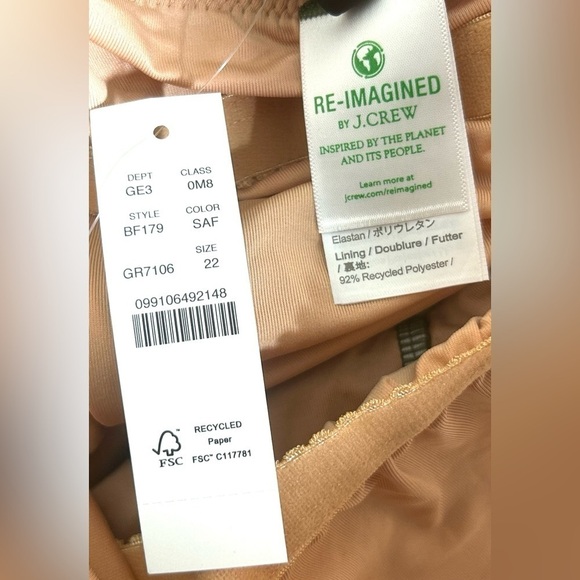 DEPT CLASS
GE3 0M8
STYLE COLOR
BF179 SAF
SIZE
GR7106 22
099106492148
RECYCLED
Paper
FSC™ C117781
FSC
RE-IMAGINED
BY J.CREW
INSPIRED BY THE PLANET
AND ITS PEOPLE.
Learn more at
jcrew.com/reimagined
Elastan / ポリウレタン
Lining / Doublure / Futter
/ 裏地:
92% Recycled Polyester /